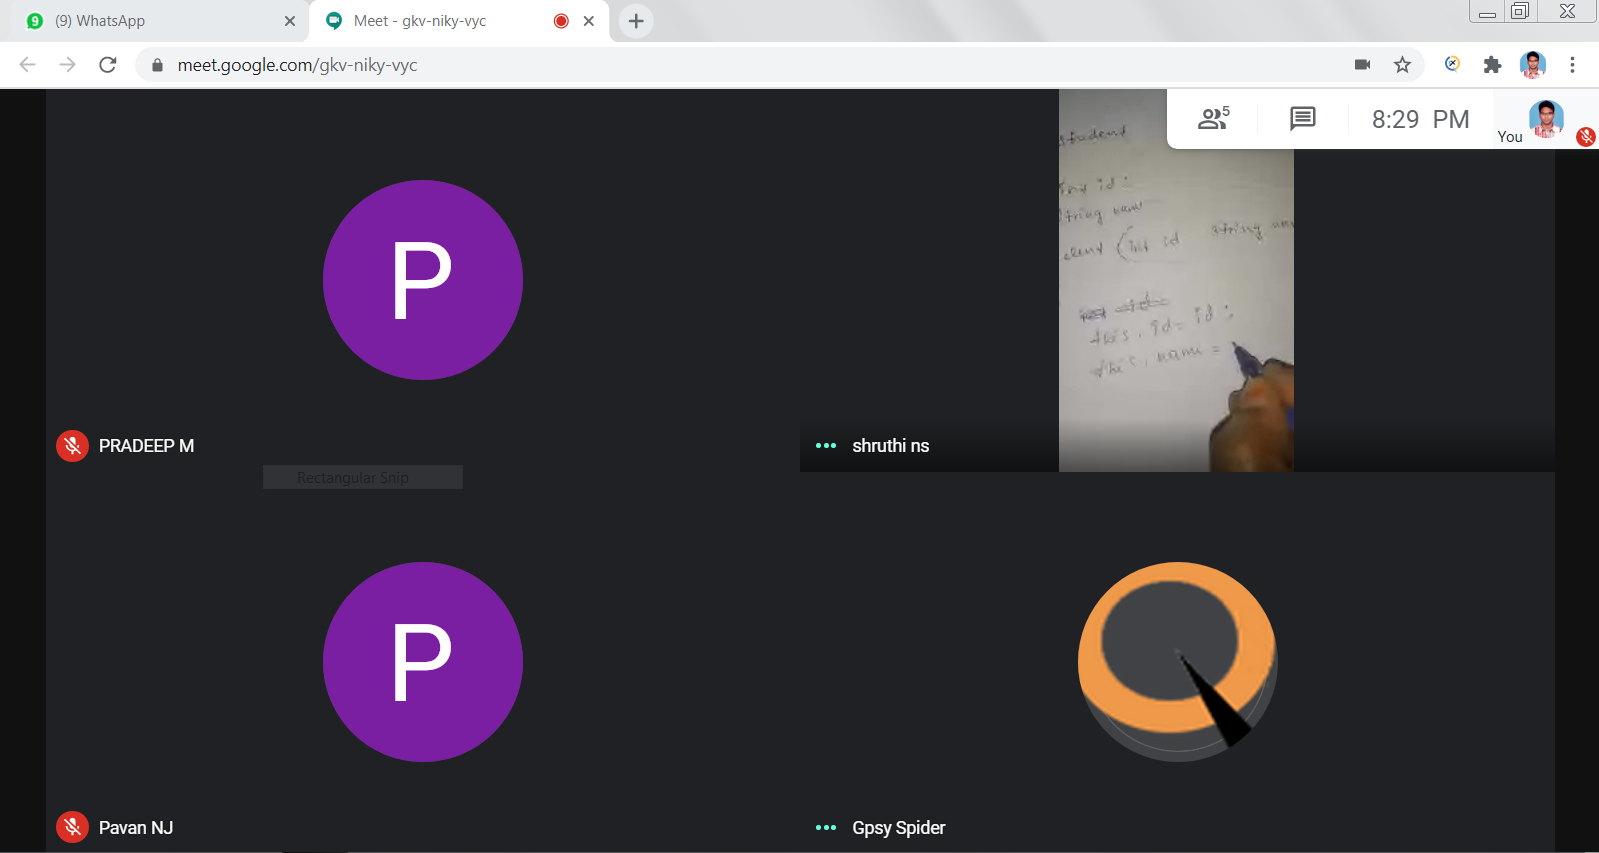 (9) WhatsApp
Meet - gkv-niky-vyc
meet.google.com/gkv-niky-vyc
5
8:29 PM
You
student
int id;
String name
(int id string
id
this.id = id;
this.name =
P
PRADEEP M
shruthi ns
Rectangular Snip
P
Pavan NJ
Gpsy Spider